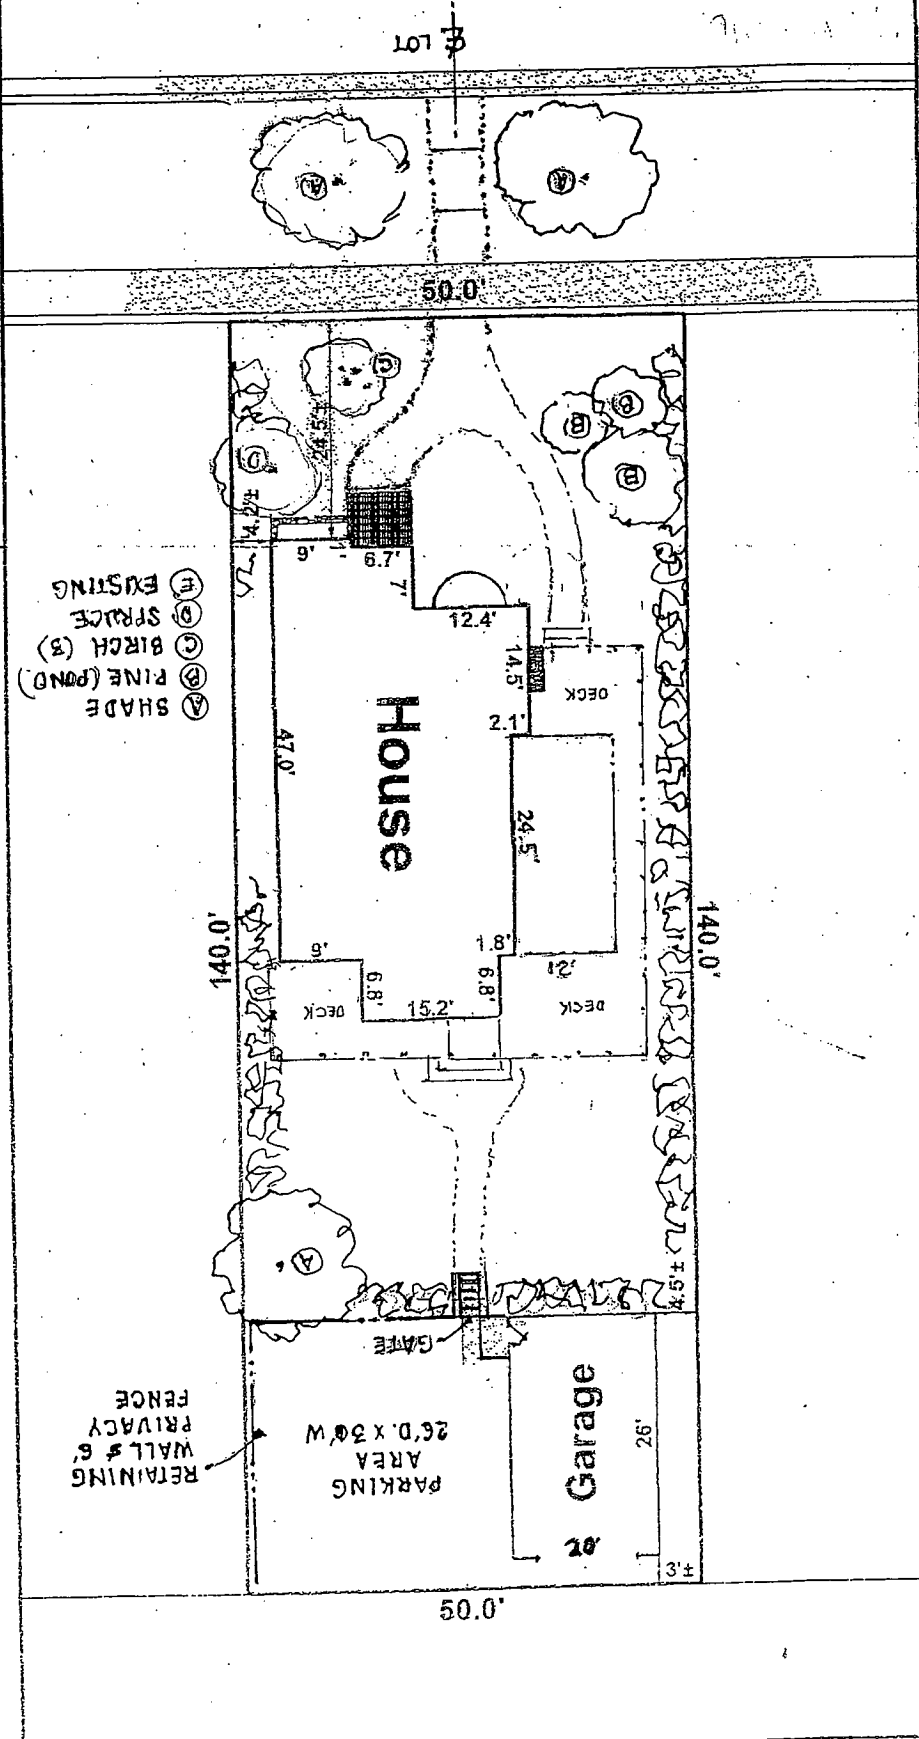 ℄ LOT
Ⓐ
Ⓐ
50.0'
Ⓒ
24.5'±
Ⓑ
Ⓑ
Ⓑ
Ⓓ
4.2'±
9'
6.7'
7'
12.4'
Ⓐ SHADE
Ⓑ PINE (POND.)
Ⓒ BIRCH (3)
Ⓓ SPRUCE
Ⓔ EXISTING
14.5'
DECK
2.1'
House
47.0'
24.5'
140.0'
140.0'
9'
6.8'
15.2'
1.8'
6.8'
12'
DECK
DECK
Ⓐ
4.5'±
GATE
RETAINING
WALL & 6'
PRIVACY
FENCE
PARKING
AREA
26'D. X 30'W
Garage
26'
20'
3'±
50.0'